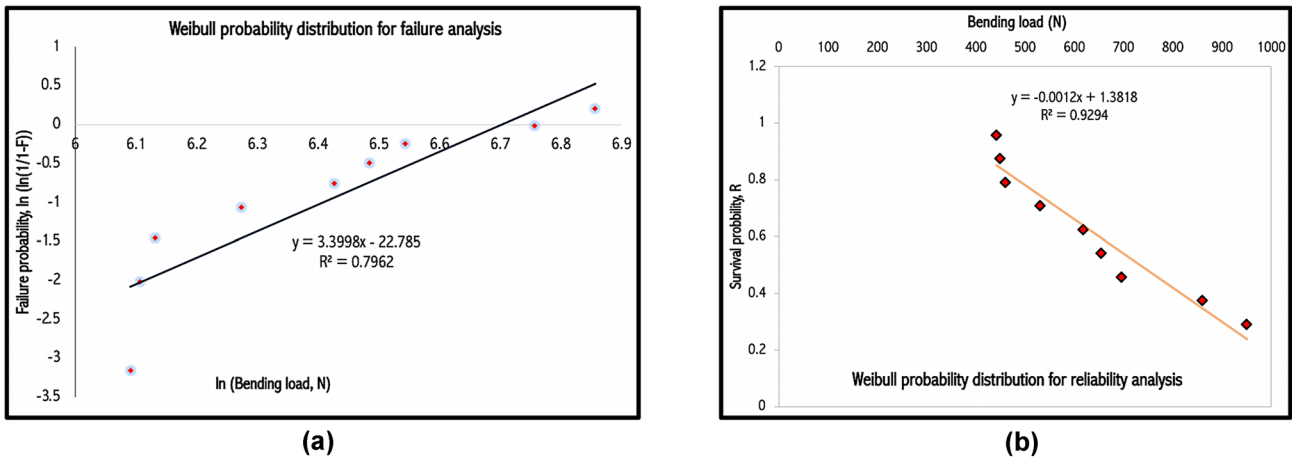 Weibull probability distribution for failure analysis
1
0.5
0
-0.5
-1
-1.5
-2
-2.5
-3
-3.5
6 6.1 6.2 6.3 6.4 6.5 6.6 6.7 6.8 6.9
Failure probability, ln (ln(1/1-F))
y = 3.3998x - 22.785
R² = 0.7962
ln (Bending load, N)
(a)
Bending load (N)
0 100 200 300 400 500 600 700 800 900 1000
1.2
1
0.8
0.6
0.4
0.2
0
Survival probbility, R
y = -0.0012x + 1.3818
R² = 0.9294
Weibull probability distribution for reliability analysis
(b)